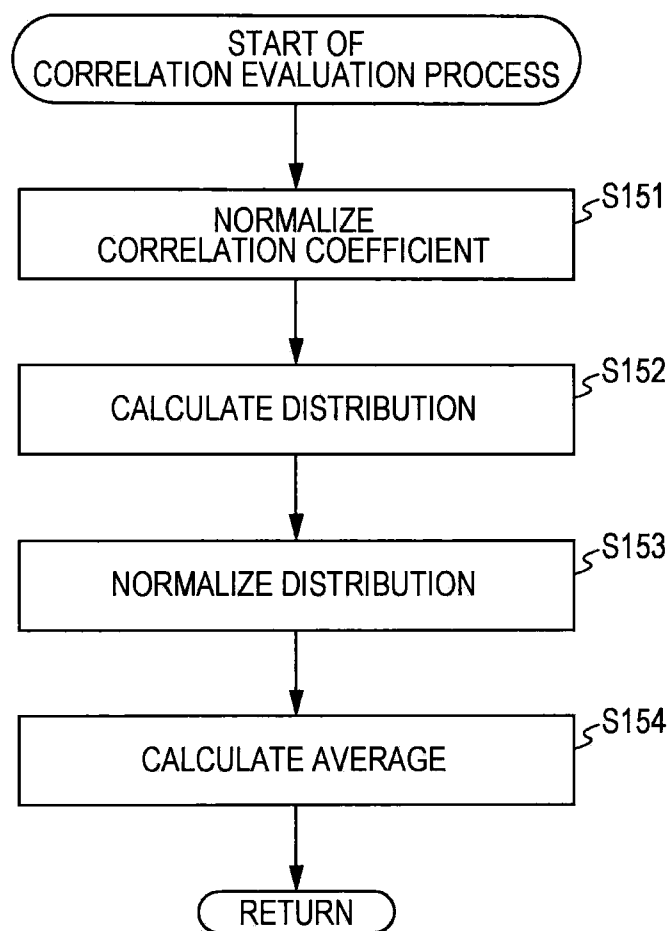 START OF
CORRELATION EVALUATION PROCESS
S151
NORMALIZE
CORRELATION COEFFICIENT
S152
CALCULATE DISTRIBUTION
S153
NORMALIZE DISTRIBUTION
S154
CALCULATE AVERAGE
RETURN